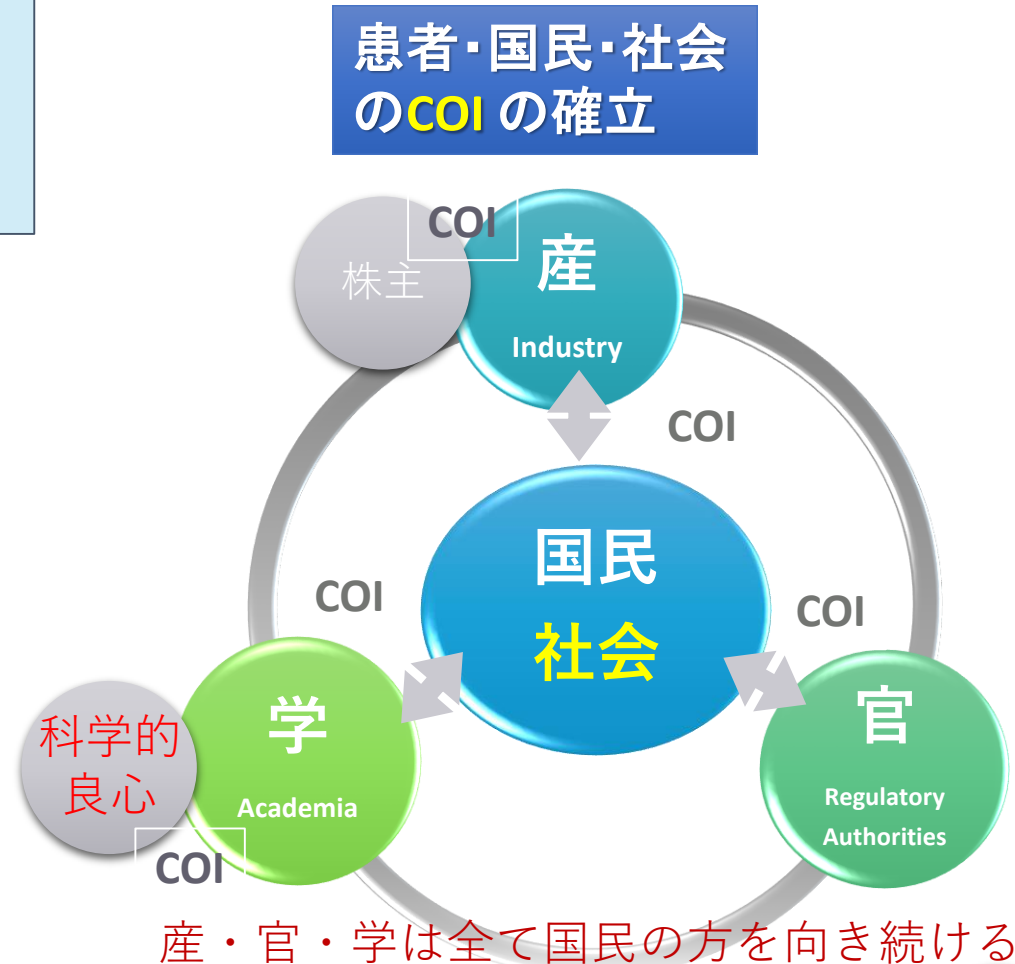 患者・国民・社会
のCOI の確立
COI
株主
産
Industry
COI
国民
社会
COI
COI
学
Academia
科学的
良心
COI
官
Regulatory
Authorities
産・官・学は全て国民の方を向き続ける